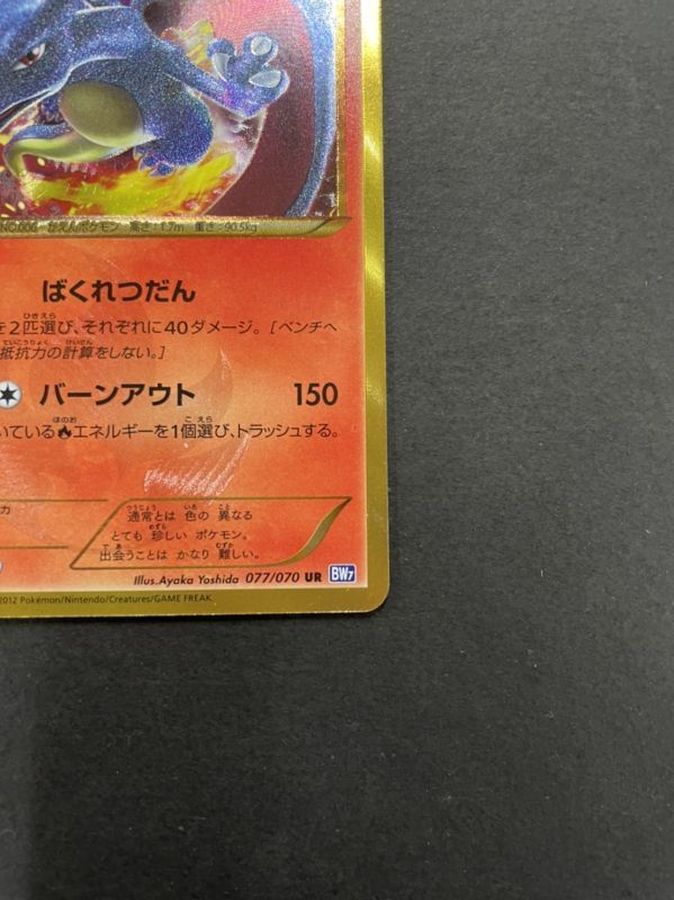 NO.006 かえんポケモン 高さ:1.7m 重さ:90.5kg
ばくれつだん
を2匹選び、それぞれに40ダメージ。[ベンチへ
抵抗力の計算をしない。]
バーンアウト 150
いているエネルギーを1個選び、トラッシュする。
力
通常とは 色の 異なる
とても 珍しい ポケモン。
出会うことは かなり 難しい。
Illus.Ayaka Yoshida 077/070 UR BW7
2012 Pokémon/Nintendo/Creatures/GAME FREAK.